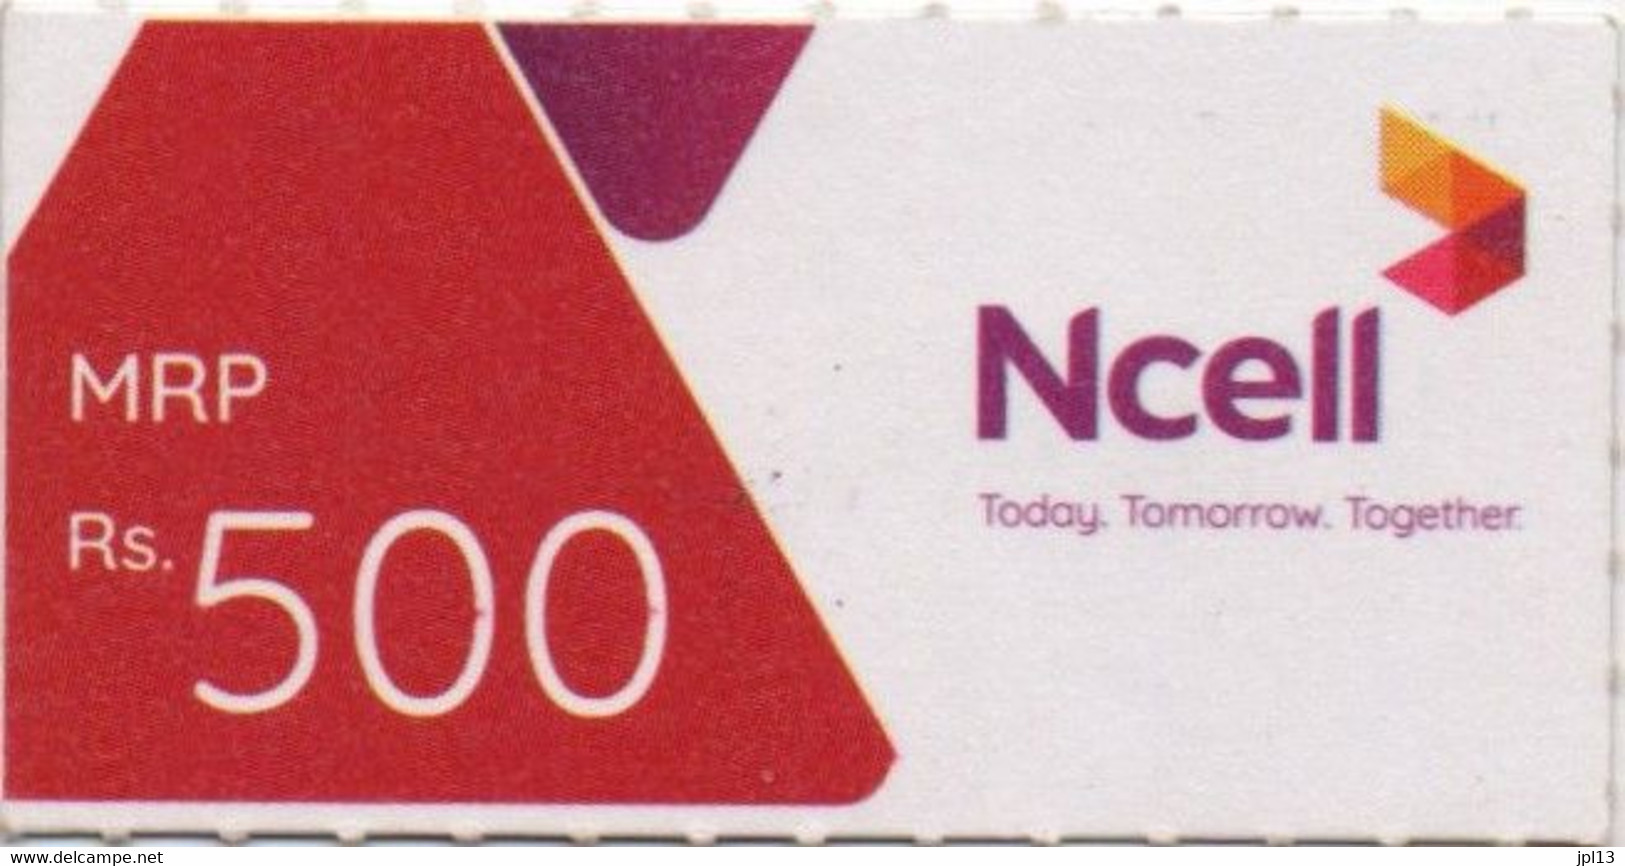 MRP
Rs. 500
Ncell
Today. Tomorrow. Together.
www.delcampe.net
jpl13